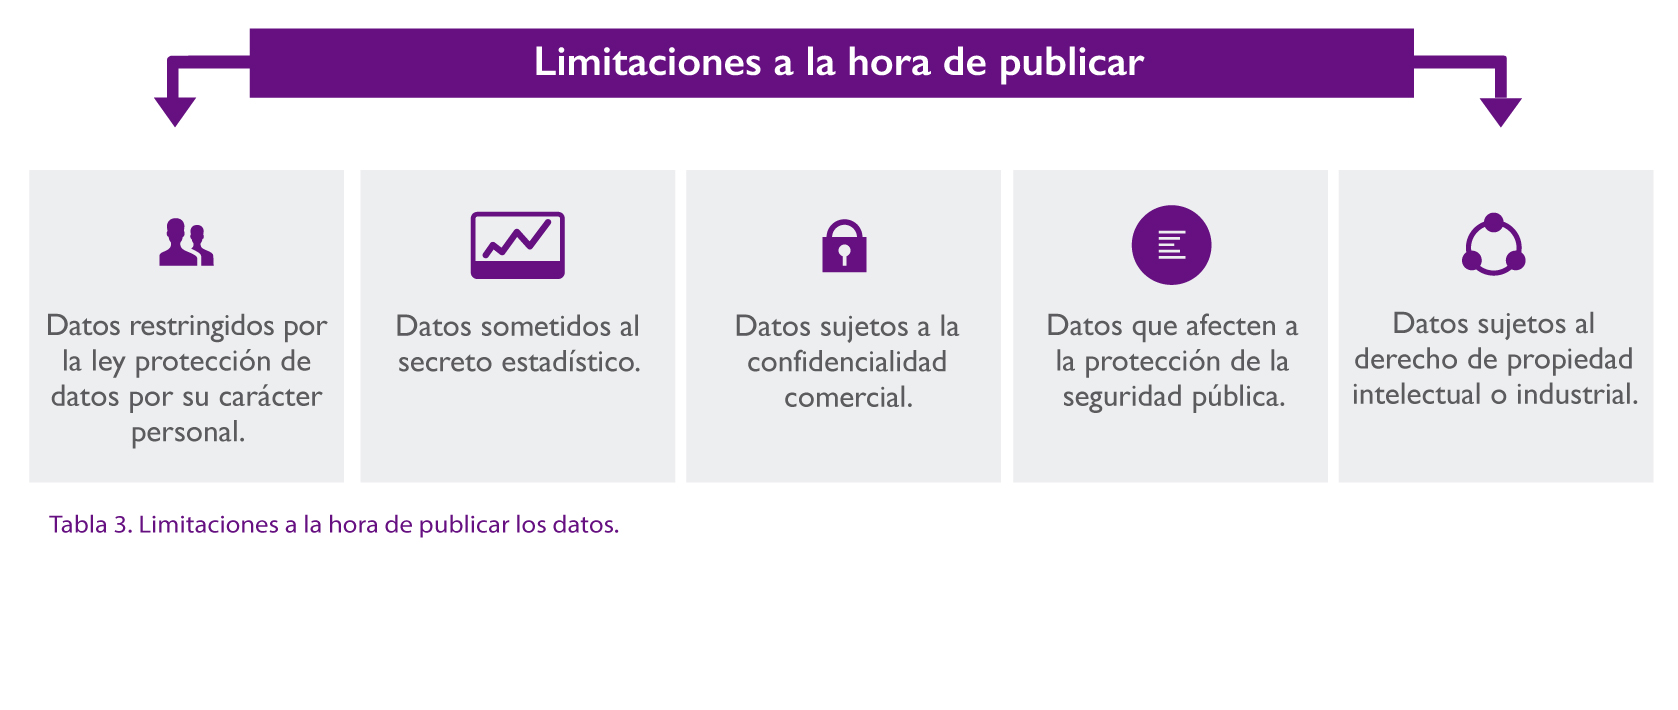 Limitaciones a la hora de publicar
Datos restringidos por
la ley protección de
datos por su carácter
personal.
Datos sometidos al
secreto estadístico.
Datos sujetos a la
confidencialidad
comercial.
Datos que afecten a
la protección de la
seguridad pública.
Datos sujetos al
derecho de propiedad
intelectual o industrial.
Tabla 3. Limitaciones a la hora de publicar los datos.